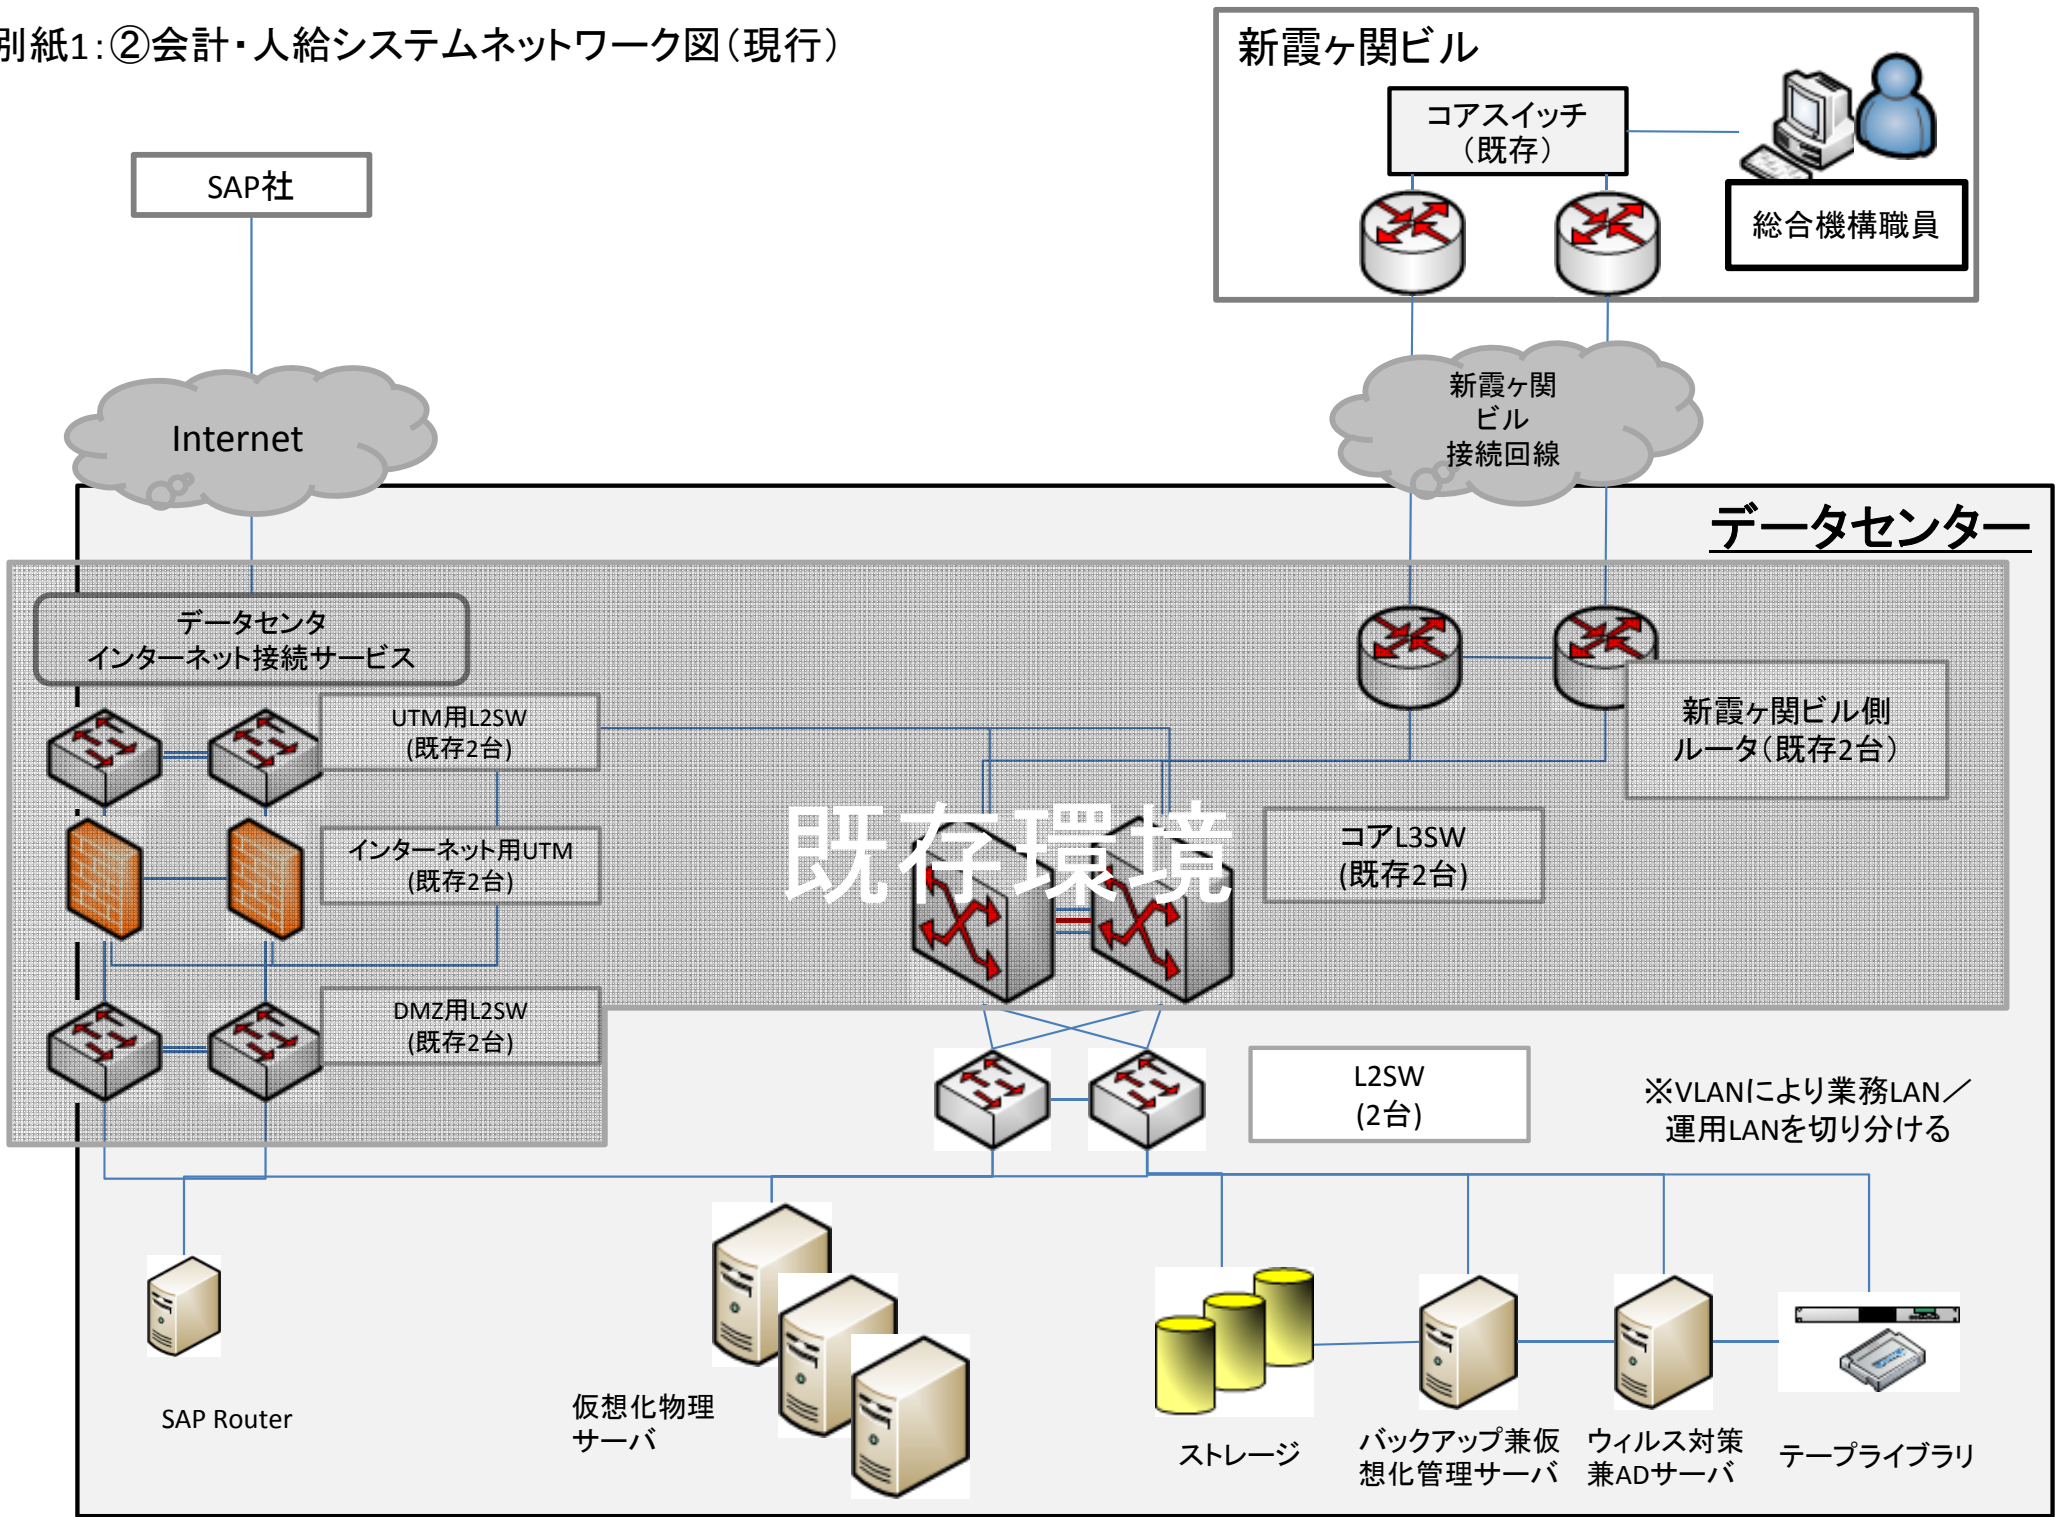 別紙1：②会計・人給システムネットワーク図（現行）
新霞ヶ関ビル
コアスイッチ
（既存）
総合機構職員
SAP社
Internet
新霞ヶ関
ビル
接続回線
データセンター
データセンタ
インターネット接続サービス
UTM用L2SW
(既存2台)
新霞ヶ関ビル側
ルータ（既存2台）
既存環境
インターネット用UTM
(既存2台)
コアL3SW
(既存2台)
DMZ用L2SW
(既存2台)
L2SW
(2台)
※VLANにより業務LAN／
運用LANを切り分ける
SAP Router
仮想化物理
サーバ
ストレージ
バックアップ兼仮
想化管理サーバ
ウィルス対策
兼ADサーバ
テープライブラリ